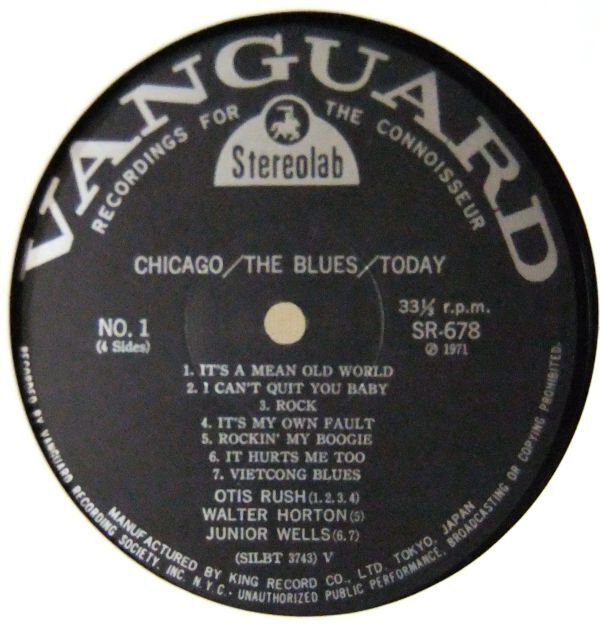 VANGUARD
RECORDINGS FOR THE CONNOISSEUR
Stereolab
CHICAGO/THE BLUES/TODAY
NO. 1
(4 Sides)
33⅓ r.p.m.
SR-678
℗ 1971
1. IT'S A MEAN OLD WORLD
2. I CAN'T QUIT YOU BABY
3. ROCK
4. IT'S MY OWN FAULT
5. ROCKIN' MY BOOGIE
6. IT HURTS ME TOO
7. VIETCONG BLUES
OTIS RUSH (1. 2. 3. 4)
WALTER HORTON (5)
JUNIOR WELLS (6. 7)
(SILBT 3743) V
MANUFACTURED BY KING RECORD CO., LTD. TOKYO, JAPAN
RECORDED BY VANGUARD RECORDING SOCIETY, INC. N.Y.C. · UNAUTHORIZED PUBLIC PERFORMANCE, BROADCASTING OR COPYING PROHIBITED.